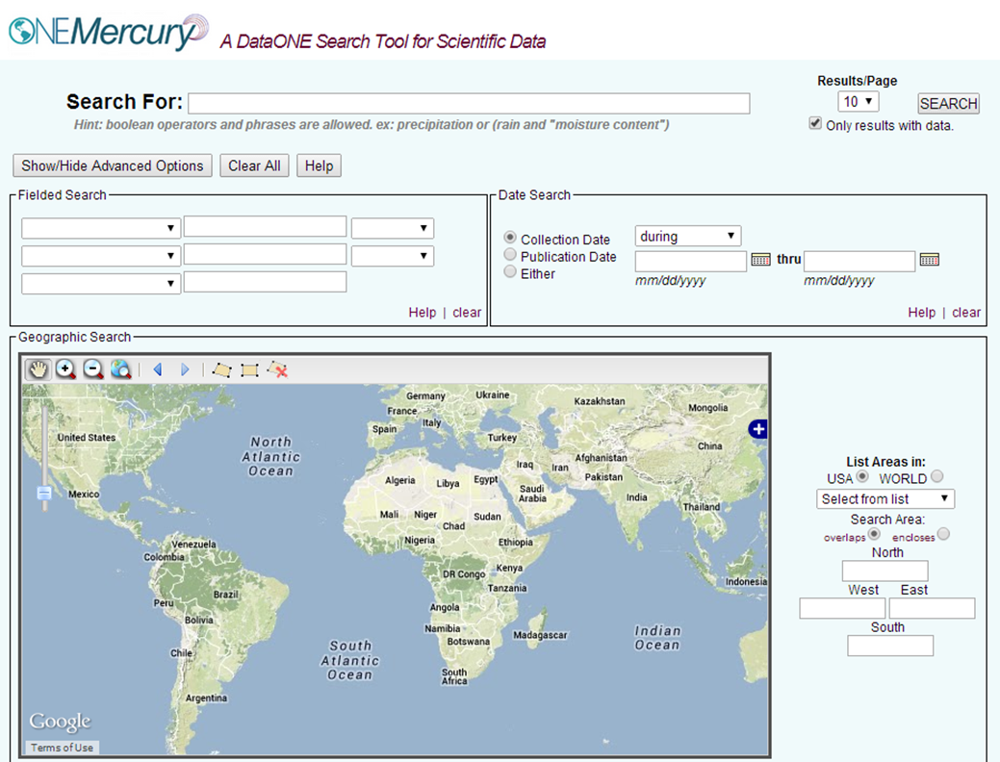 ONEMercury A DataONE Search Tool for Scientific Data
Results/Page
Search For: 10 SEARCH
Hint: boolean operators and phrases are allowed. ex: precipitation or (rain and "moisture content") Only results with data.
Show/Hide Advanced Options Clear All Help
Fielded Search
Help | clear
Date Search
Collection Date during
Publication Date thru
Either mm/dd/yyyy mm/dd/yyyy
Help | clear
Geographic Search
Germany Ukraine
France Kazakhstan
Mongolia
Spain Italy
United States Turkey
North
Atlantic
Ocean
China
Iraq Iran Afghanistan
Pakistan
Algeria Libya Egypt
Saudi
Arabia
India
Mexico
Thailand
Mali Niger Sudan
Chad
Nigeria Ethiopia
Venezuela
Colombia
Kenya
DR Congo
Tanzania
Indonesia
Peru Brazil
Angola
Bolivia
Namibia Madagascar
Botswana
Chile
South
Atlantic
Ocean
Indian
Ocean
South
Africa
Argentina
Google
Terms of Use
List Areas in:
USA WORLD
Select from list
Search Area:
overlaps encloses
North
West East
South